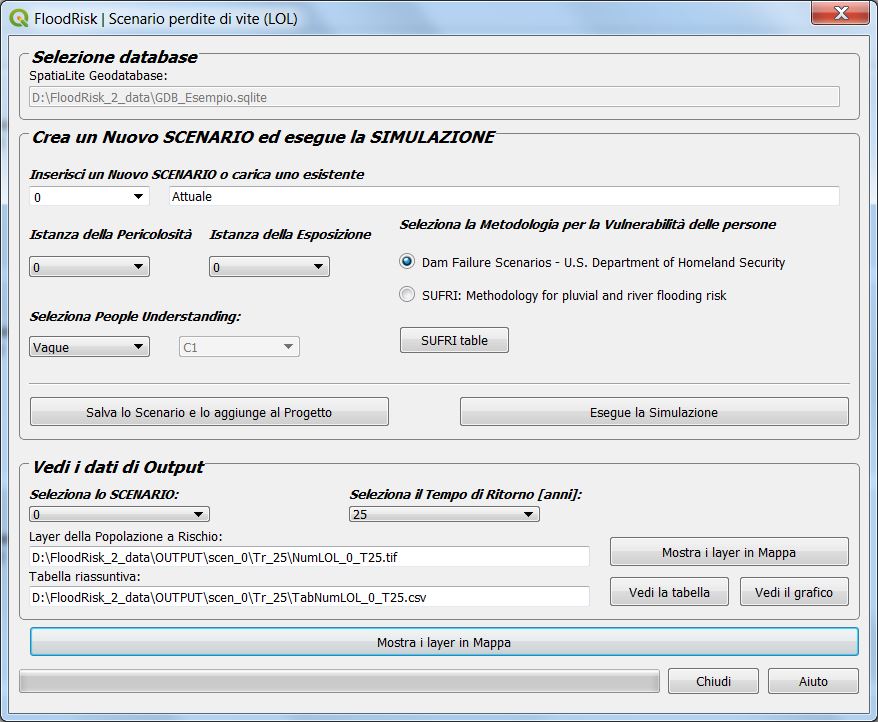 FloodRisk | Scenario perdite di vite (LOL)
Selezione database
SpatiaLite Geodatabase:
D:\FloodRisk_2_data\GDB_Esempio.sqlite
Crea un Nuovo SCENARIO ed esegue la SIMULAZIONE
Inserisci un Nuovo SCENARIO o carica uno esistente
0 Attuale
Istanza della Pericolosità Istanza della Esposizione
0 0
Seleziona la Metodologia per la Vulnerabilità delle persone
Dam Failure Scenarios - U.S. Department of Homeland Security
SUFRI: Methodology for pluvial and river flooding risk
Seleziona People Understanding:
Vague C1
SUFRI table
Salva lo Scenario e lo aggiunge al Progetto Esegue la Simulazione
Vedi i dati di Output
Seleziona lo SCENARIO: Seleziona il Tempo di Ritorno [anni]:
0 25
Layer della Popolazione a Rischio:
D:\FloodRisk_2_data\OUTPUT\scen_0\Tr_25\NumLOL_0_T25.tif Mostra i layer in Mappa
Tabella riassuntiva:
D:\FloodRisk_2_data\OUTPUT\scen_0\Tr_25\TabNumLOL_0_T25.csv Vedi la tabella Vedi il grafico
Mostra i layer in Mappa
Chiudi Aiuto